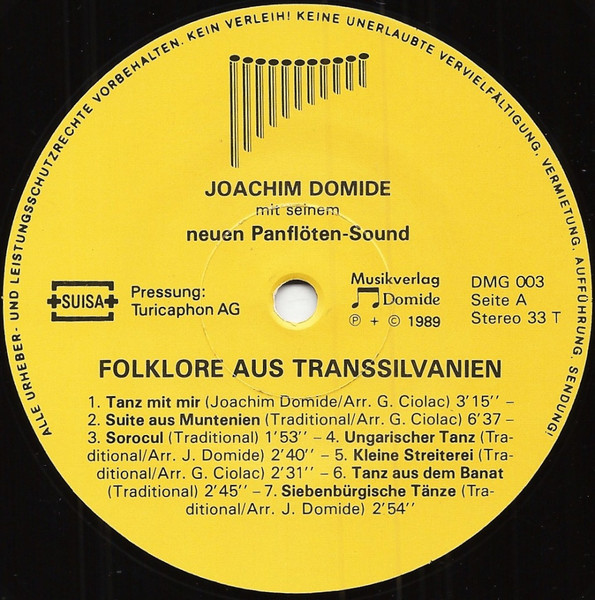 ALLE URHEBER- UND LEISTUNGSSCHUTZRECHTE VORBEHALTEN. KEIN VERLEIH! KEINE UNERLAUBTE VERVIELFÄLTIGUNG, VERMIETUNG, AUFFÜHRUNG, SENDUNG!
JOACHIM DOMIDE
mit seinem
neuen Panflöten-Sound
+SUISA+
Pressung:
Turicaphon AG
Musikverlag
Domide
℗ + © 1989
DMG 003
Seite A
Stereo 33 T
FOLKLORE AUS TRANSSILVANIEN
1. Tanz mit mir (Joachim Domide/Arr. G. Ciolac) 3'15'' –
2. Suite aus Muntenien (Traditional/Arr. G. Ciolac) 6'37 –
3. Sorocul (Traditional) 1'53'' – 4. Ungarischer Tanz (Tra-
ditional/Arr. J. Domide) 2'40'' – 5. Kleine Streiterei (Tra-
ditional/Arr. G. Ciolac) 2'31'' – 6. Tanz aus dem Banat
(Traditional) 2'45'' – 7. Siebenbürgische Tänze (Tra-
ditional/Arr. J. Domide) 2'54''